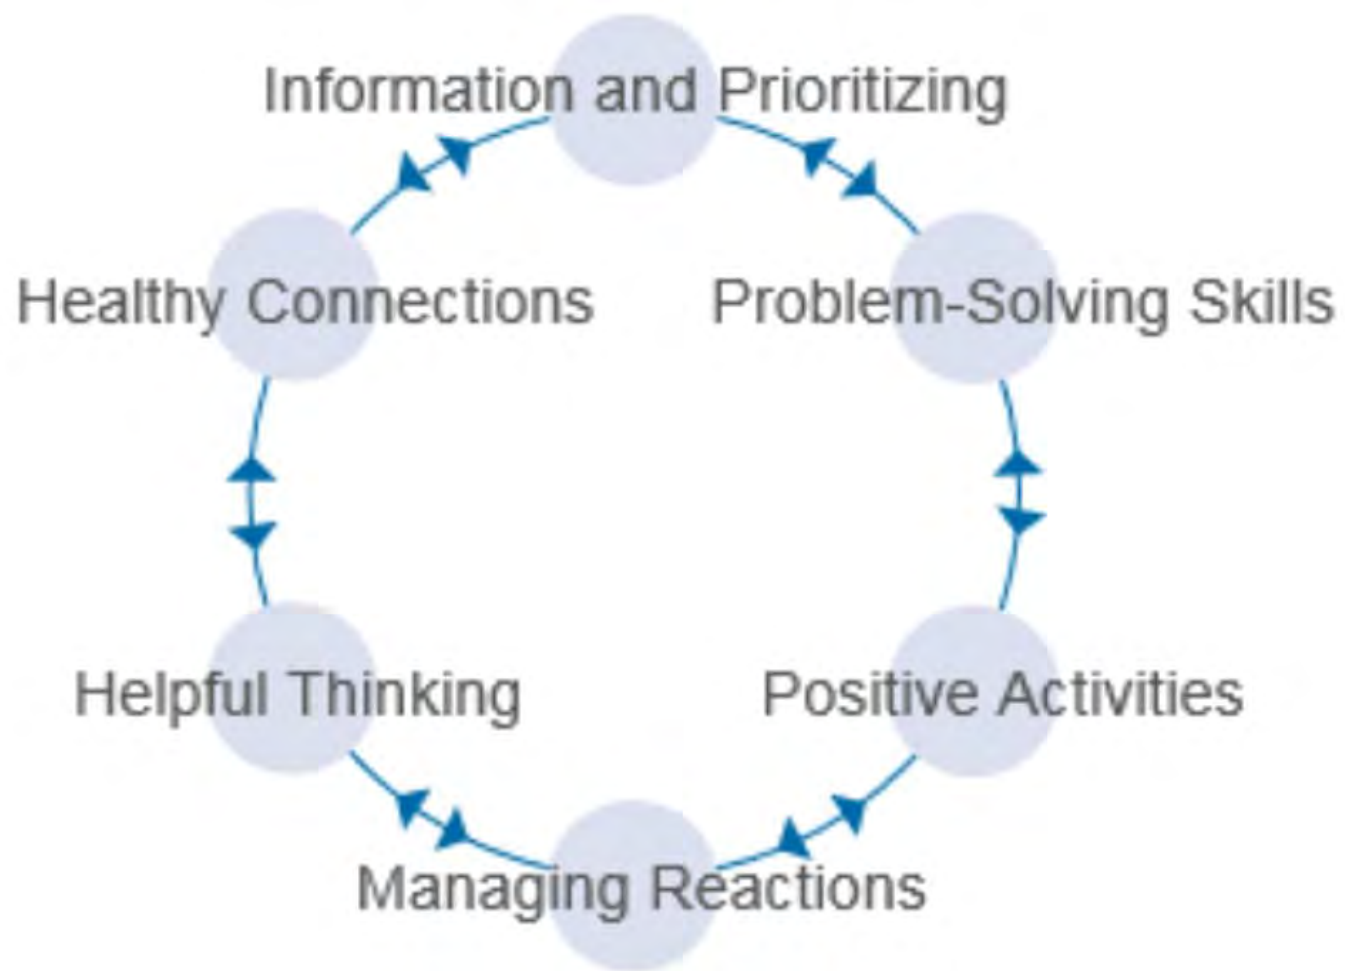 Information and Prioritizing
Healthy Connections
Problem-Solving Skills
Helpful Thinking
Positive Activities
Managing Reactions